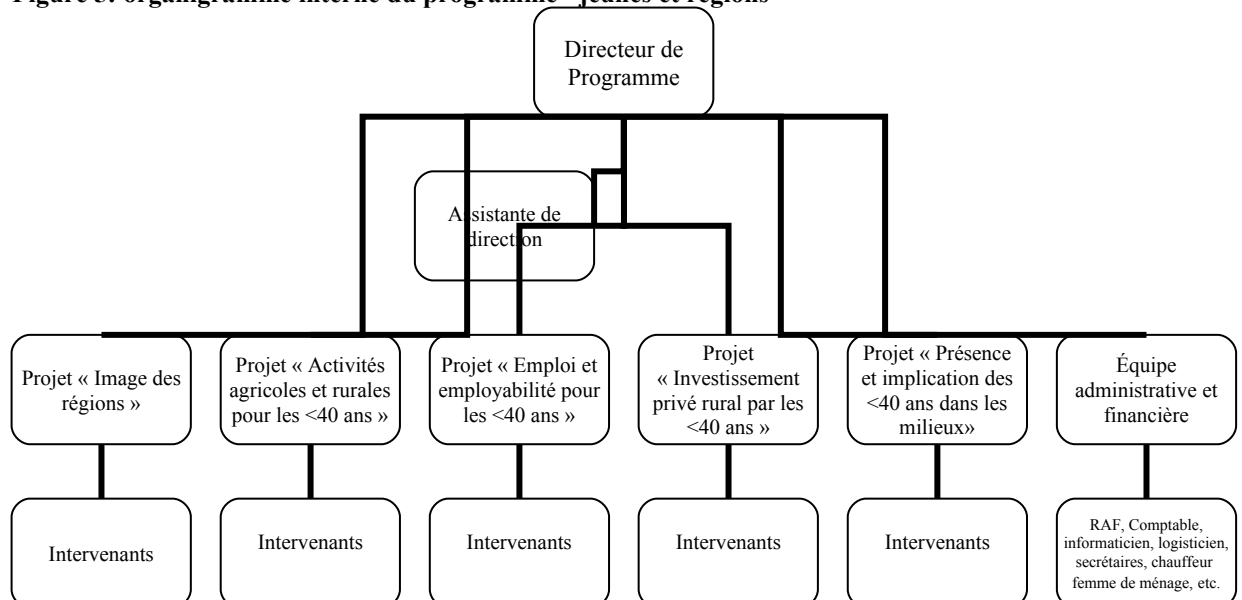 Figure 5: organigramme interne du programme "jeunes et régions"
Directeur de
Programme
Assistante de
direction
Projet « Image des
régions »
Projet « Activités
agricoles et rurales
pour les <40 ans »
Projet « Emploi et
employabilité pour
les <40 ans »
Projet
« Investissement
privé rural par les
<40 ans »
Projet « Présence
et implication des
<40 ans dans les
milieux»
Équipe
administrative et
financière
Intervenants
Intervenants
Intervenants
Intervenants
Intervenants
RAF, Comptable,
informaticien, logisticien,
secrétaires, chauffeur
femme de ménage, etc.